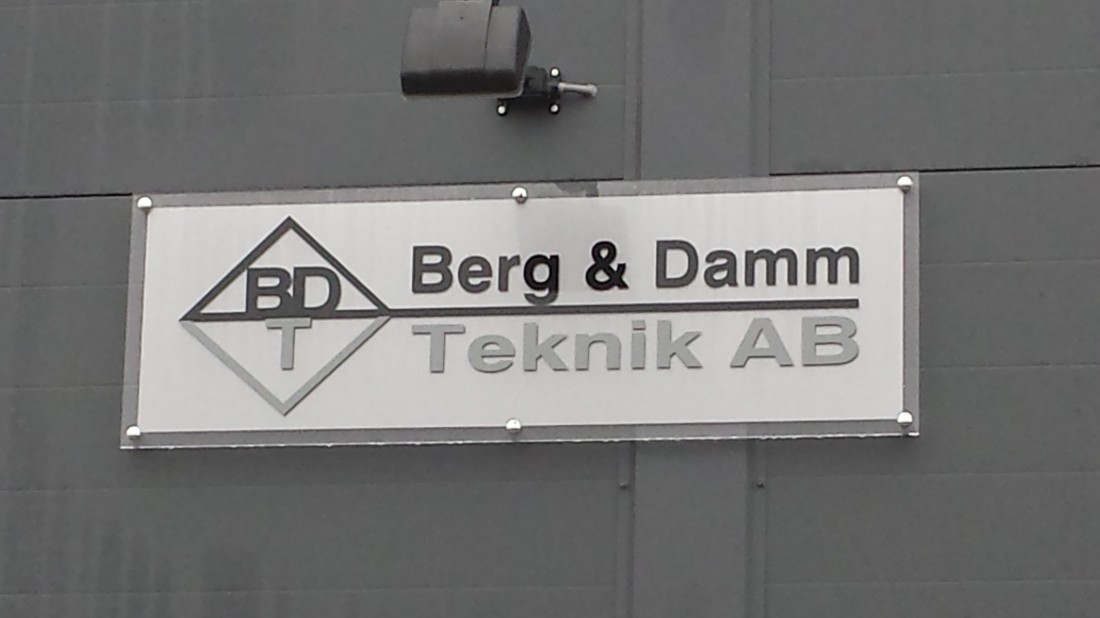 BD
T
Berg & Damm
Teknik AB